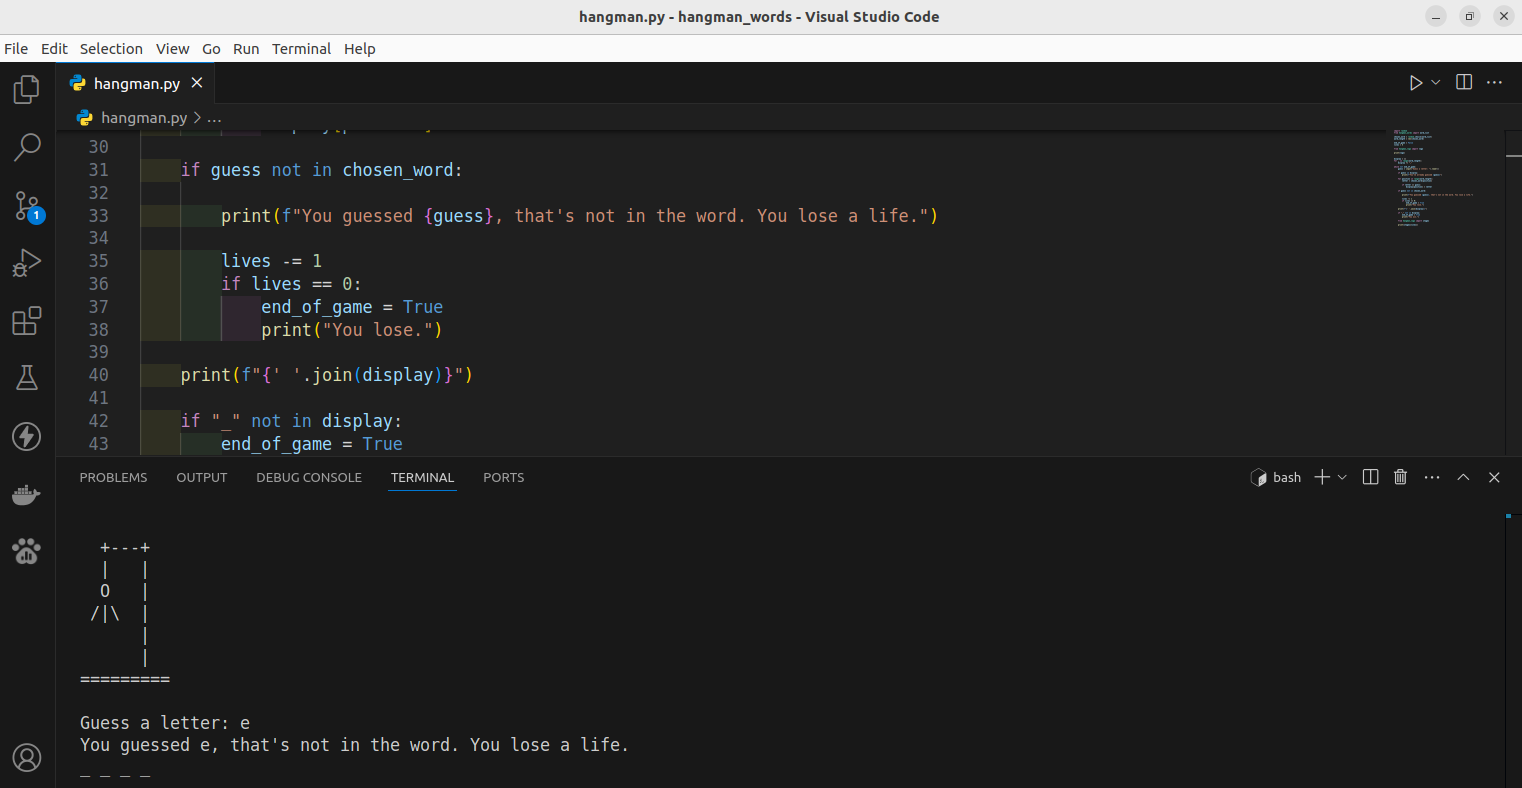 hangman.py - hangman_words - Visual Studio Code
File Edit Selection View Go Run Terminal Help
hangman.py
hangman.py > ...
30
31 if guess not in chosen_word:
32
33 print(f"You guessed {guess}, that's not in the word. You lose a life.")
34
35 lives -= 1
36 if lives == 0:
37 end_of_game = True
38 print("You lose.")
39
40 print(f"{' '.join(display)}")
41
42 if "_" not in display:
43 end_of_game = True
1
PROBLEMS OUTPUT DEBUG CONSOLE TERMINAL PORTS
bash
  +---+
  |   |
  O   |
 /|\  |
      |
      |
=========
Guess a letter: e
You guessed e, that's not in the word. You lose a life.
_ _ _ _